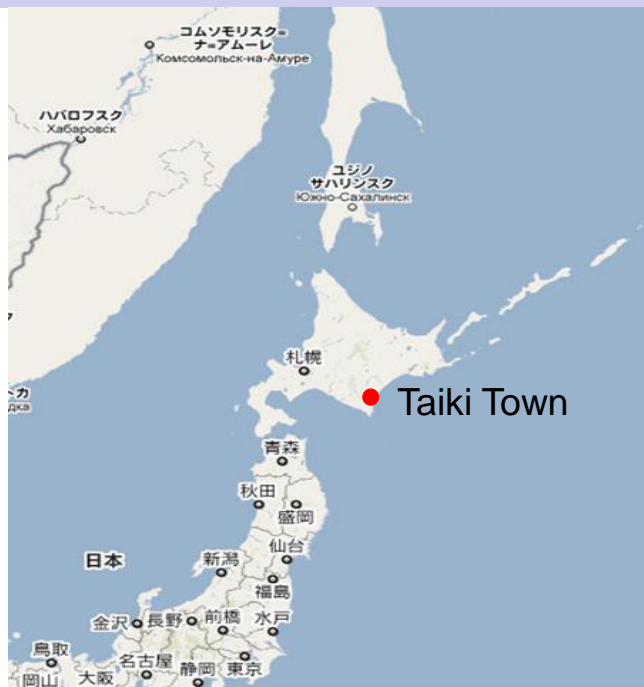 コムソモリスク=
ナ=アムーレ
Комсомольск-на-Амуре
ハバロフスク
Хабаровск
ユジノ
サハリンスク
Южно-Сахалинск
札幌
Taiki Town
青森
秋田
盛岡
仙台
日本
新潟
福島
金沢
長野
前橋
水戸
鳥取
名古屋
東京
岡山
大阪
静岡